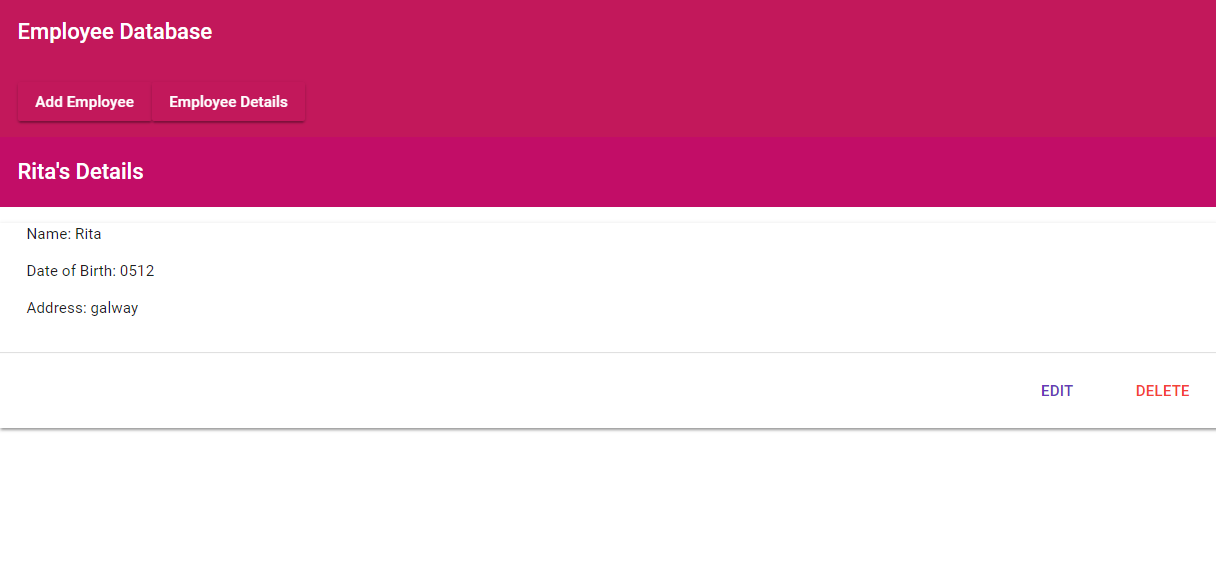 Employee Database
Add Employee Employee Details
Rita's Details
Name: Rita
Date of Birth: 0512
Address: galway
EDIT DELETE